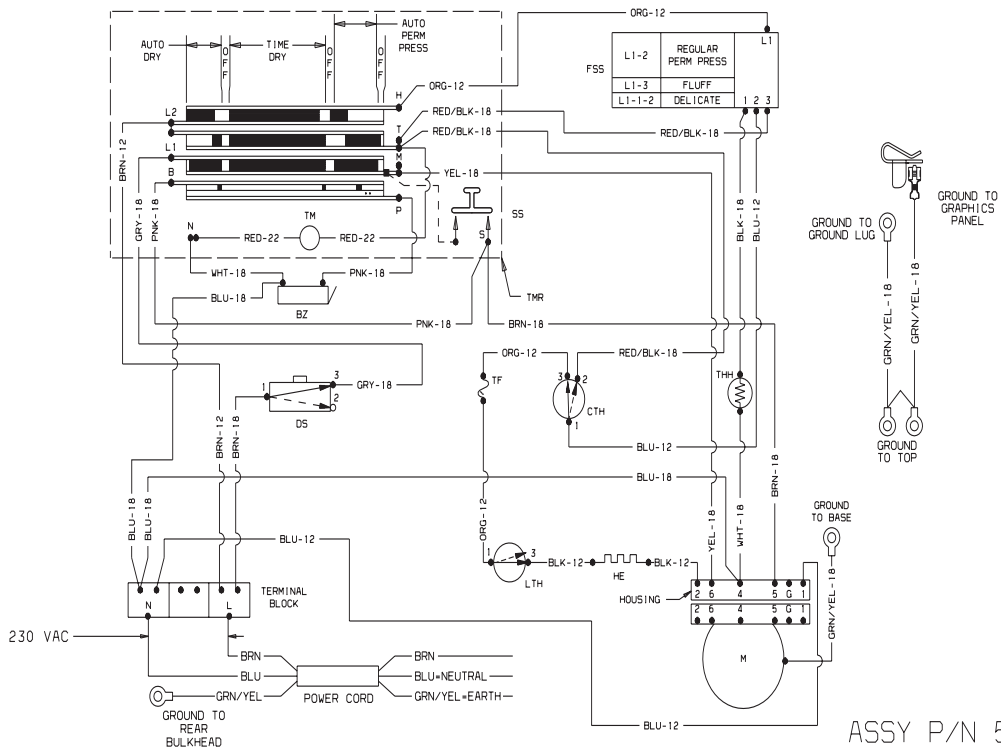 AUTO DRY
OFF
TIME DRY
OFF
AUTO PERM PRESS
OFF
ORG-12
L1
FSS
L1-2 REGULAR PERM PRESS
L1-3 FLUFF
L1-1-2 DELICATE
1 2 3
H
ORG-12
L2
T
RED/BLK-18
RED/BLK-18
RED/BLK-18
BRN-12
L1
M
B
YEL-18
P
GRY-18
PNK-18
N
TM
RED-22
RED-22
S
SS
WHT-18
PNK-18
BLU-18
BZ
TMR
PNK-18
BRN-18
BLK-18
BLU-12
GROUND TO GROUND LUG
GROUND TO GRAPHICS PANEL
GRN/YEL-18
GRN/YEL-18
GROUND TO TOP
ORG-12
RED/BLK-18
TF
3
2
CTH
1
THH
1
3
2
GRY-18
DS
BRN-12
BRN-18
BLU-12
BLU-18
BLU-18
BLU-18
BLU-12
ORG-12
YEL-18
WHT-18
BRN-18
GROUND TO BASE
1
3
LTH
BLK-12
HE
BLK-12
HOUSING
2 6 4 5 G 1
2 6 4 5 G 1
M
GRN/YEL-18
N
L
TERMINAL BLOCK
230 VAC
BRN
BLU
GRN/YEL
POWER CORD
BRN
BLU=NEUTRAL
GRN/YEL=EARTH
GROUND TO REAR BULKHEAD
BLU-12
ASSY P/N 5